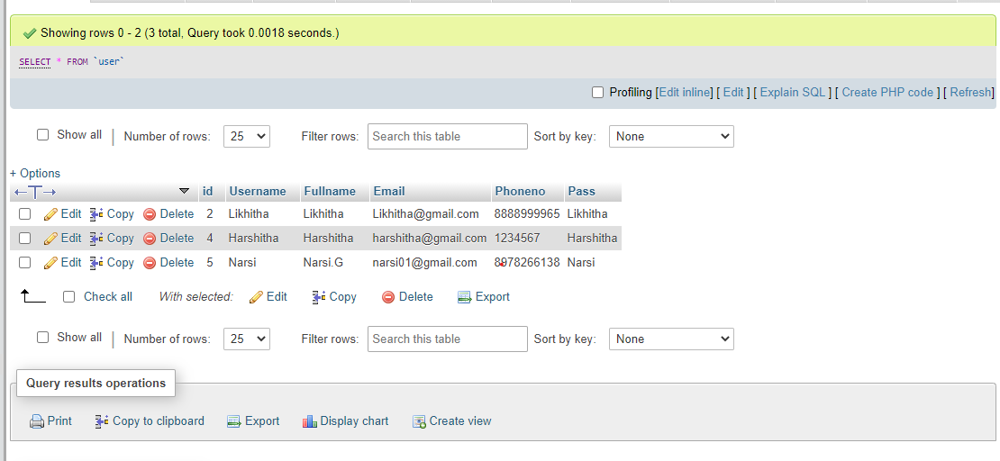 Showing rows 0 - 2 (3 total, Query took 0.0018 seconds.)
SELECT * FROM `user`
Profiling [Edit inline] [ Edit ] [ Explain SQL ] [ Create PHP code ] [ Refresh]
Show all | Number of rows: 25 Filter rows: Search this table Sort by key: None
+ Options
←T→ id Username Fullname Email Phoneno Pass
Edit Copy Delete 2 Likhitha Likhitha Likhitha@gmail.com 8888999965 Likhitha
Edit Copy Delete 4 Harshitha Harshitha harshitha@gmail.com 1234567 Harshitha
Edit Copy Delete 5 Narsi Narsi.G narsi01@gmail.com 8978266138 Narsi
Check all With selected: Edit Copy Delete Export
Show all | Number of rows: 25 Filter rows: Search this table Sort by key: None
Query results operations
Print Copy to clipboard Export Display chart Create view